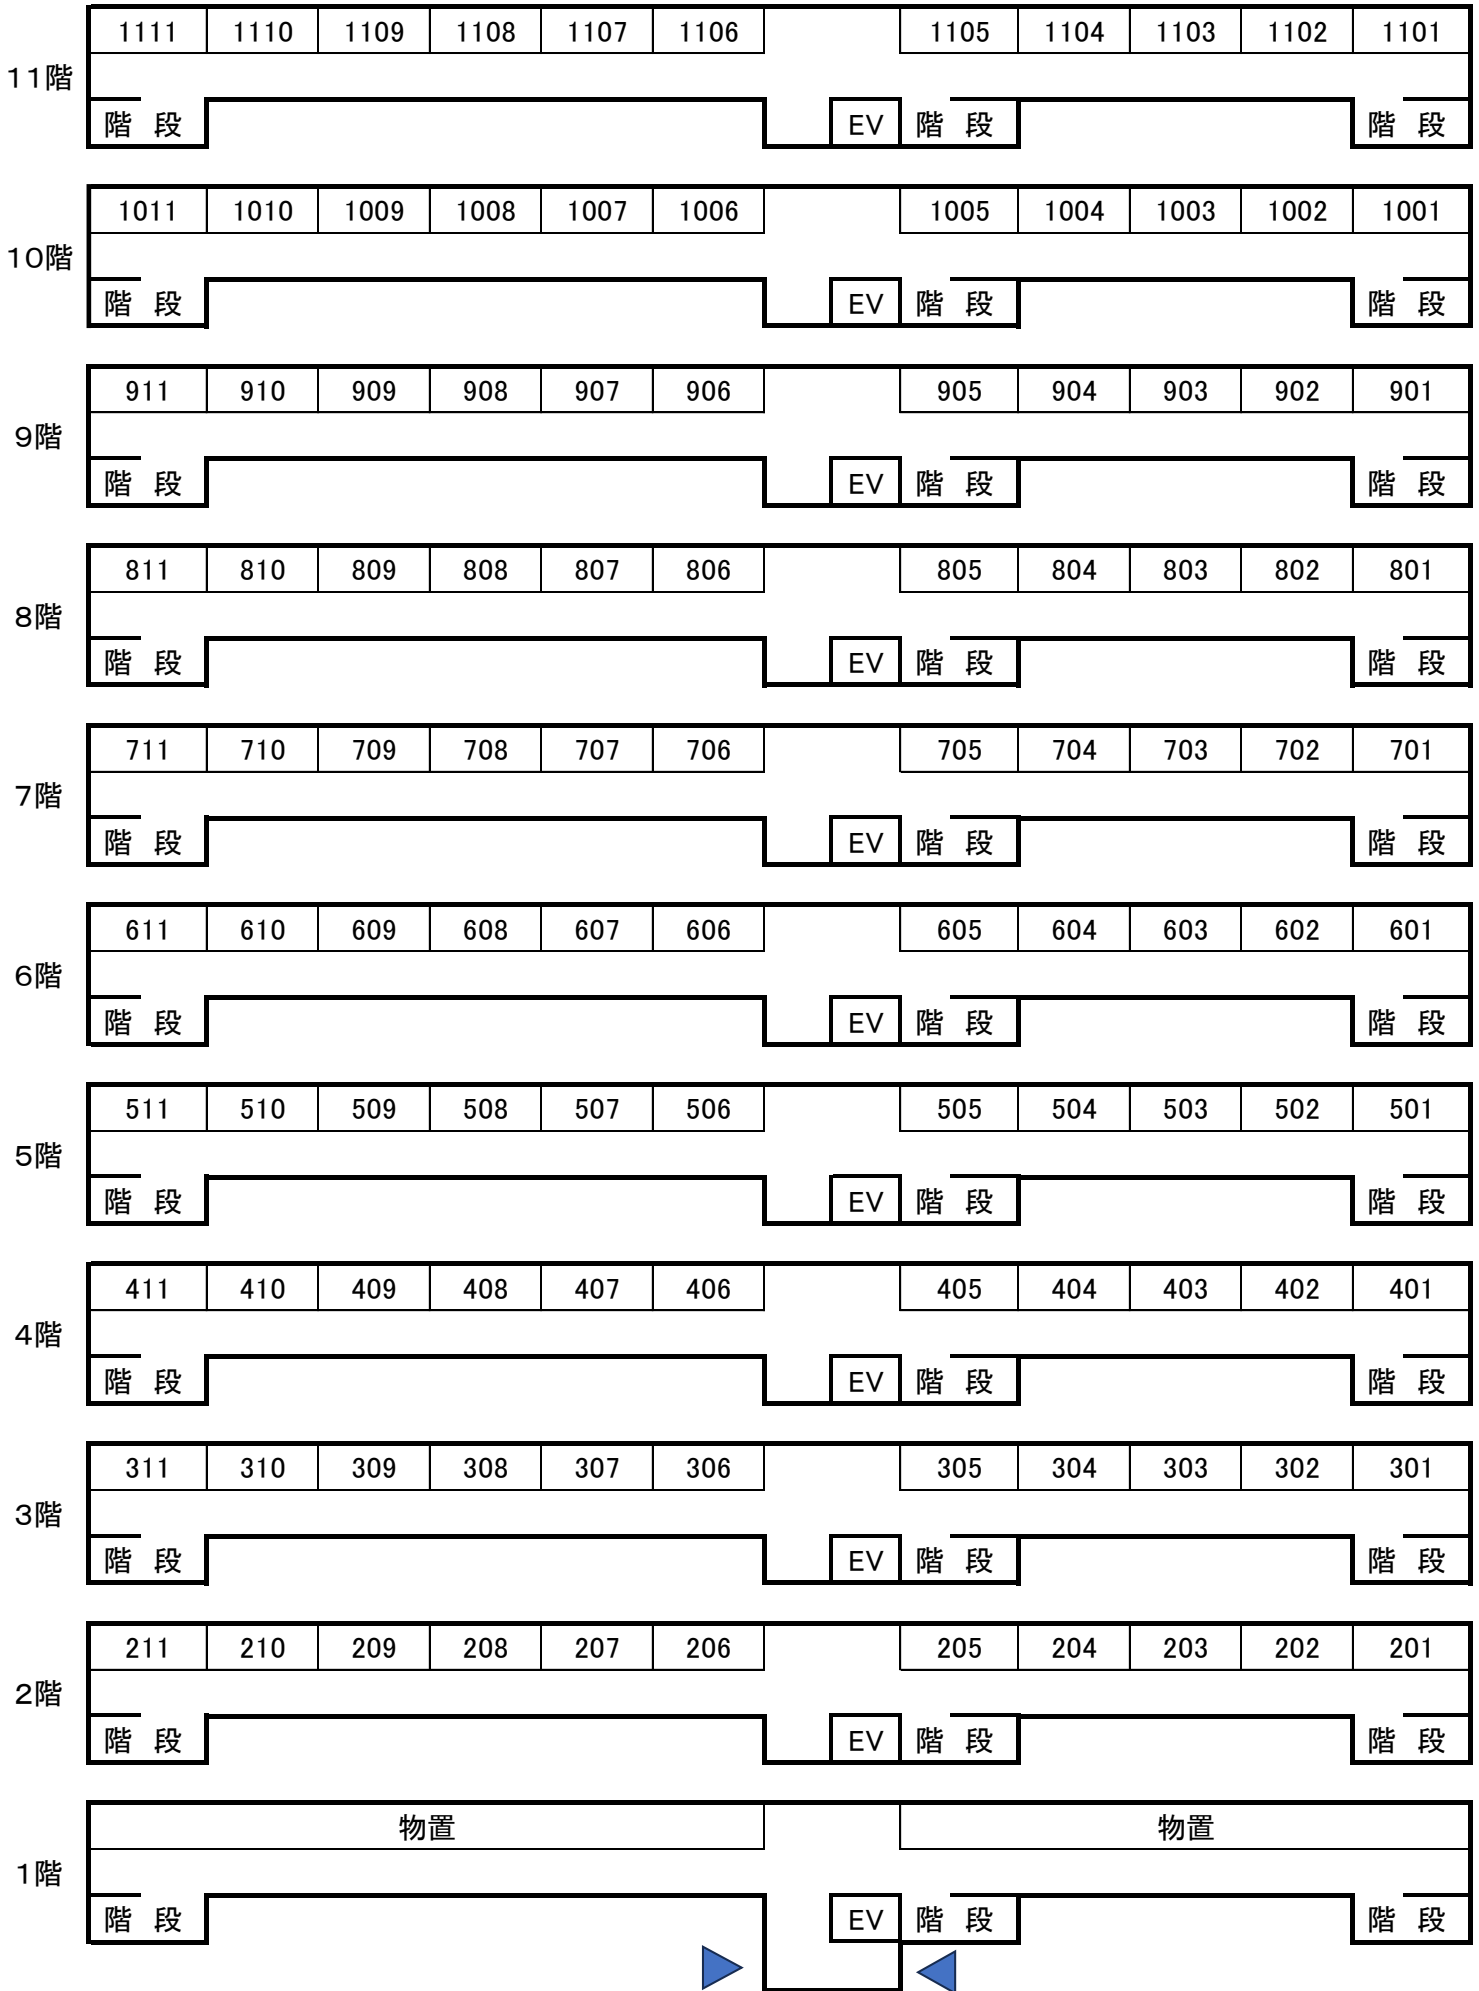 1111 1110 1109 1108 1107 1106 1105 1104 1103 1102 1101
11階
階 段 EV 階 段 階 段
1011 1010 1009 1008 1007 1006 1005 1004 1003 1002 1001
10階
階 段 EV 階 段 階 段
911 910 909 908 907 906 905 904 903 902 901
9階
階 段 EV 階 段 階 段
811 810 809 808 807 806 805 804 803 802 801
8階
階 段 EV 階 段 階 段
711 710 709 708 707 706 705 704 703 702 701
7階
階 段 EV 階 段 階 段
611 610 609 608 607 606 605 604 603 602 601
6階
階 段 EV 階 段 階 段
511 510 509 508 507 506 505 504 503 502 501
5階
階 段 EV 階 段 階 段
411 410 409 408 407 406 405 404 403 402 401
4階
階 段 EV 階 段 階 段
311 310 309 308 307 306 305 304 303 302 301
3階
階 段 EV 階 段 階 段
211 210 209 208 207 206 205 204 203 202 201
2階
階 段 EV 階 段 階 段
物置 物置
1階
階 段 EV 階 段 階 段